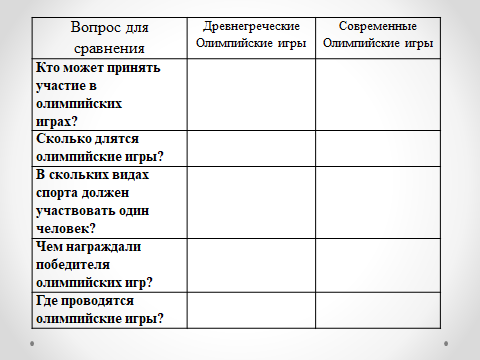 Вопрос для
сравнения
Древнегреческие
Олимпийские игры
Современные
Олимпийские игры
Кто может принять
участие в
олимпийских
играх?
Сколько длятся
олимпийские игры?
В скольких видах
спорта должен
участвовать один
человек?
Чем награждали
победителя
олимпийских игр?
Где проводятся
олимпийские игры?